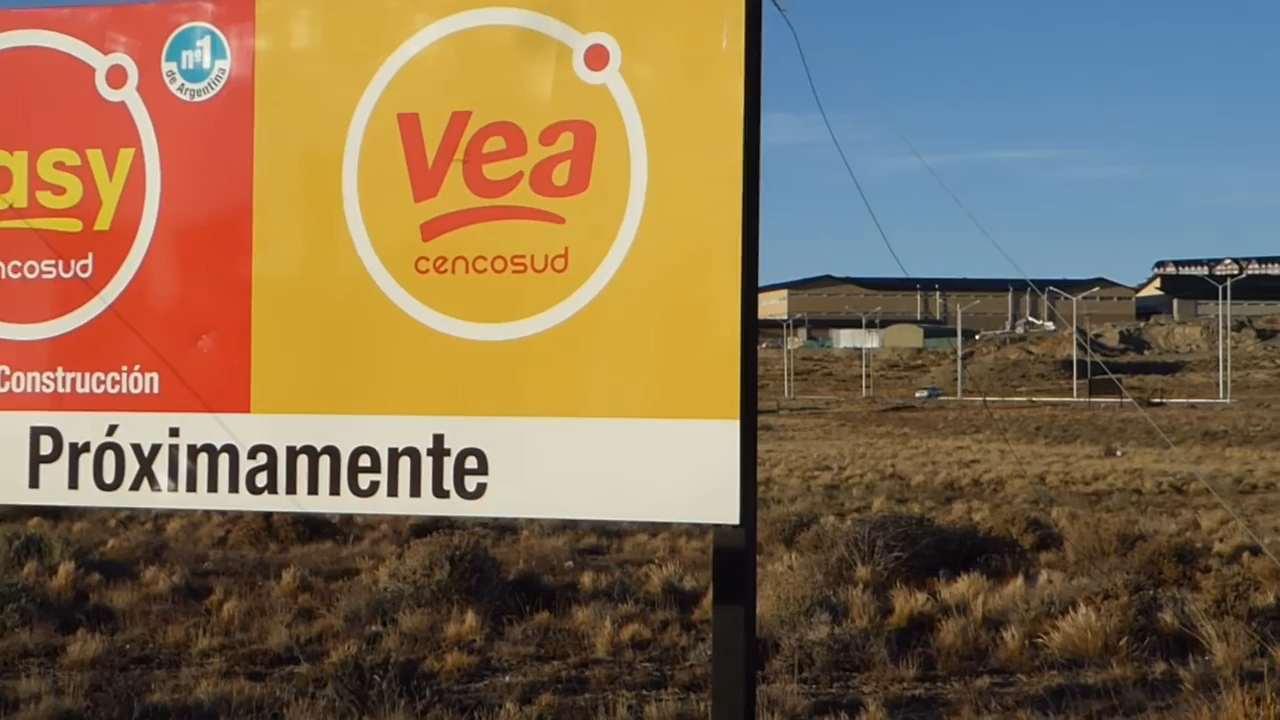 nº1
de Argentina
asy
ncosud
Construcción
Vea
cencosud
Próximamente